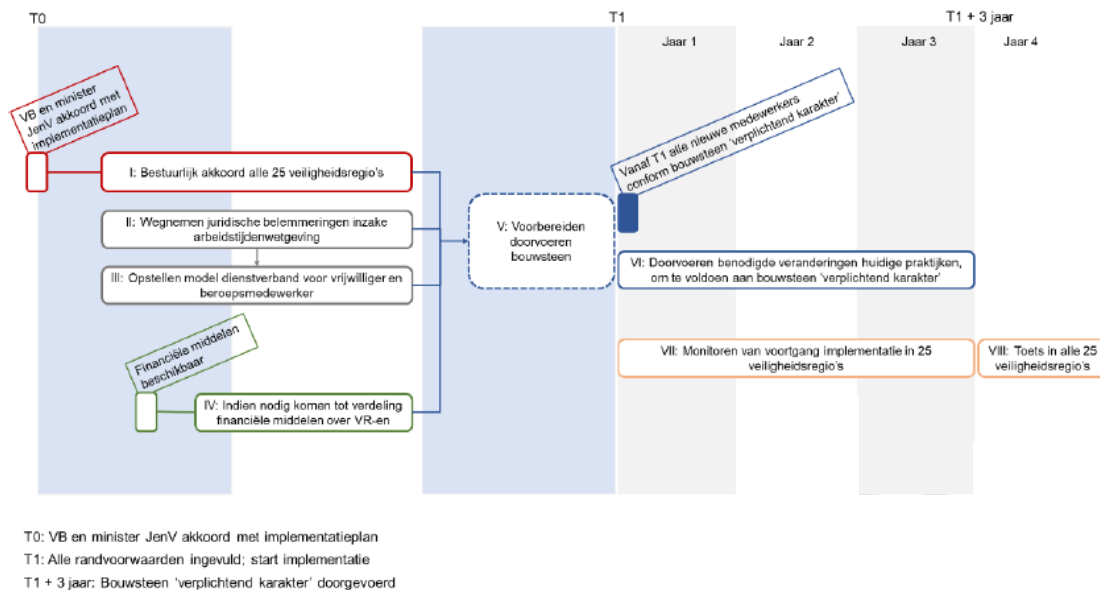 T0
T1
T1 + 3 jaar
Jaar 1
Jaar 2
Jaar 3
Jaar 4
VB en minister
JenV akkoord met
implementatieplan
Vanaf T1 alle nieuwe medewerkers
conform bouwsteen ‘verplichtend karakter’
I: Bestuurlijk akkoord alle 25 veiligheidsregio’s
II: Wegnemen juridische belemmeringen inzake
arbeidstijdenwetgeving
V: Voorbereiden
doorvoeren
bouwsteen
III: Opstellen model dienstverband voor vrijwilliger en
beroepsmedewerker
VI: Doorvoeren benodigde veranderingen huidige praktijken,
om te voldoen aan bouwsteen ‘verplichtend karakter’
Financiële middelen
beschikbaar
VII: Monitoren van voortgang implementatie in 25
veiligheidsregio’s
VIII: Toets in alle 25
veiligheidsregio’s
IV: Indien nodig komen tot verdeling
financiële middelen over VR-en
T0: VB en minister JenV akkoord met implementatieplan
T1: Alle randvoorwaarden ingevuld; start implementatie
T1 + 3 jaar: Bouwsteen ‘verplichtend karakter’ doorgevoerd